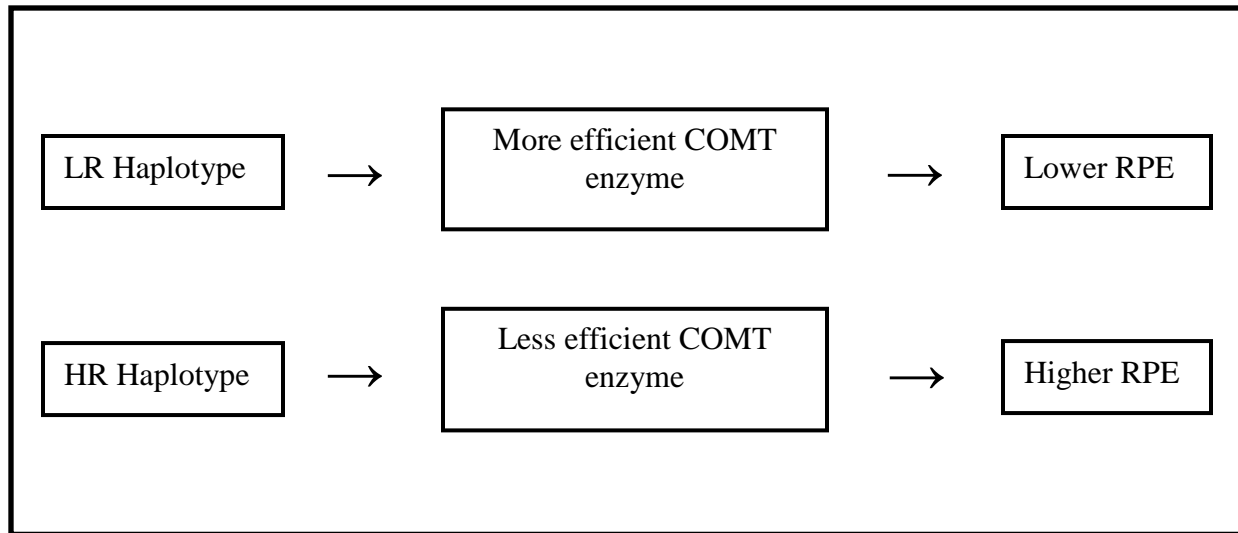 LR Haplotype
→
More efficient COMT
enzyme
→
Lower RPE
HR Haplotype
→
Less efficient COMT
enzyme
→
Higher RPE